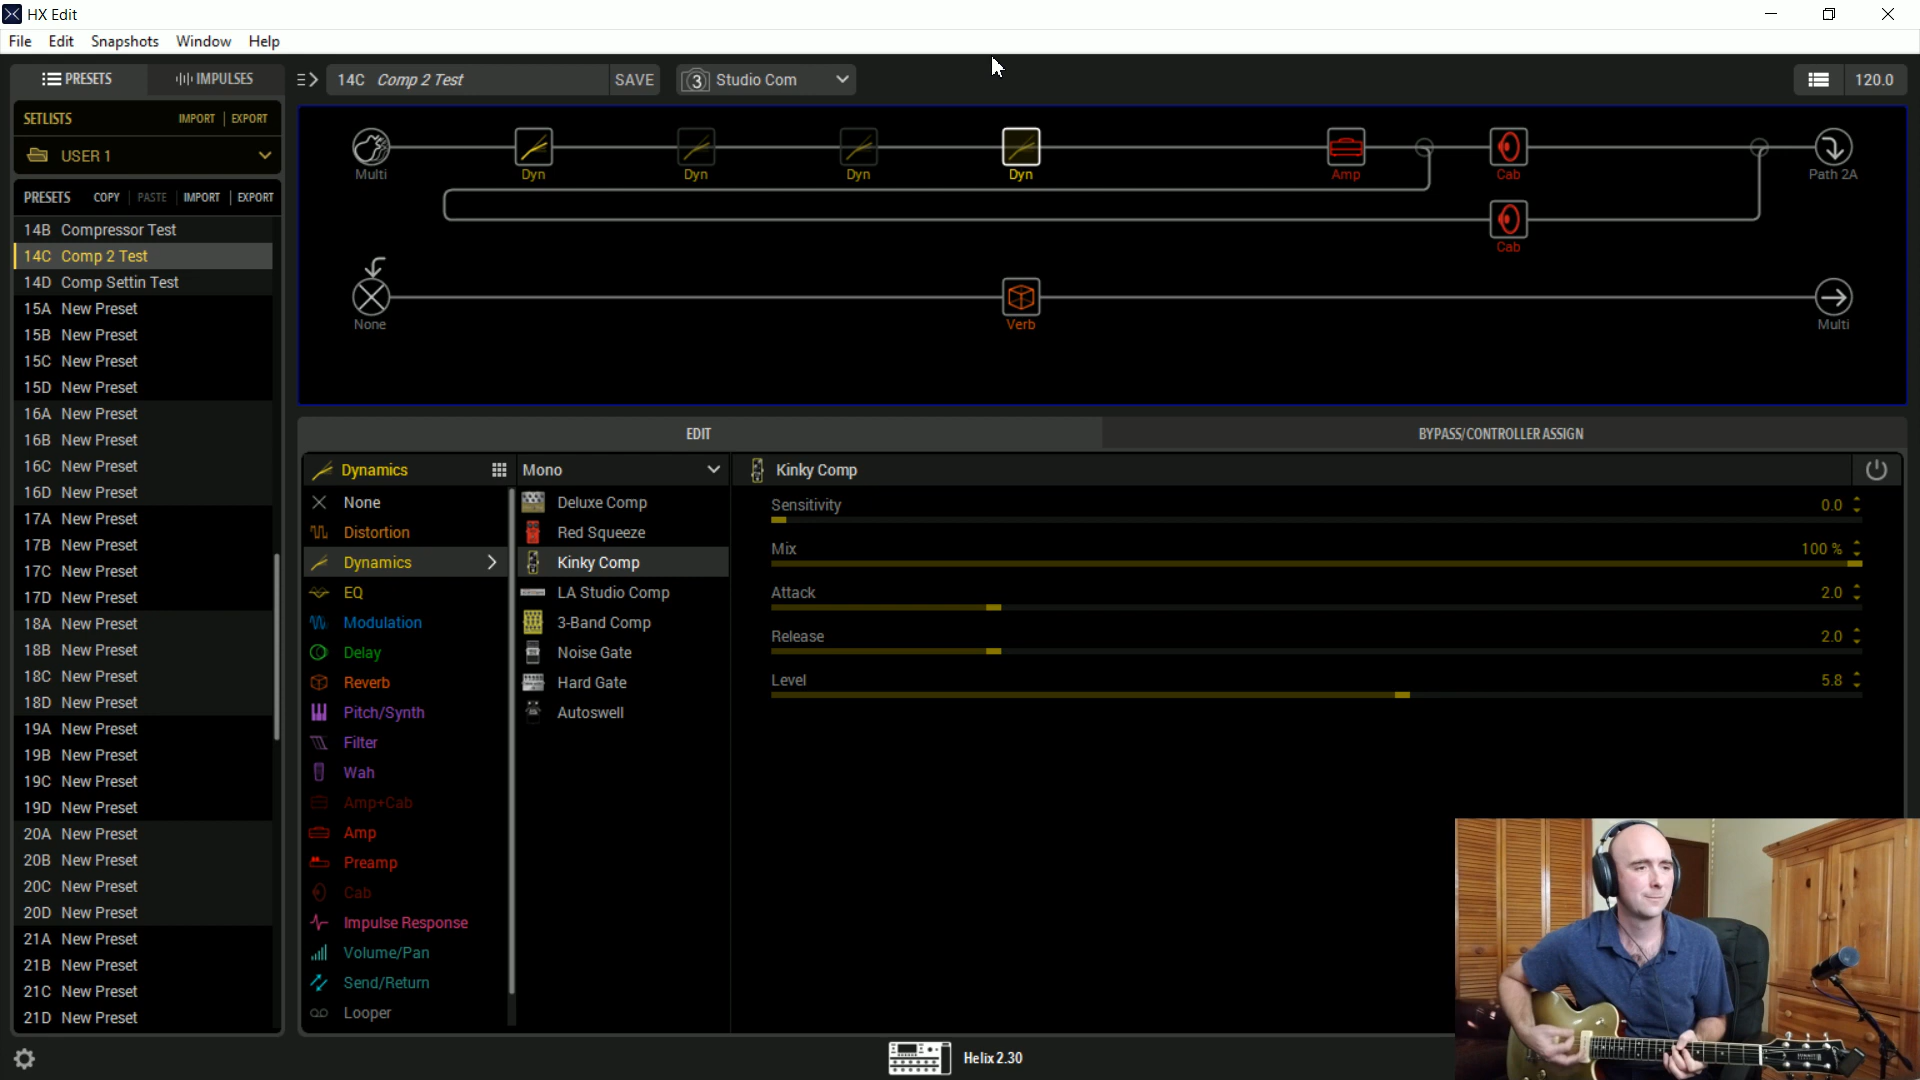 HX Edit
File Edit Snapshots Window Help
PRESETS IMPULSES
14C Comp 2 Test SAVE 3 Studio Com 120.0
SETLISTS IMPORT EXPORT
USER 1
PRESETS COPY PASTE IMPORT EXPORT
14B Compressor Test
14C Comp 2 Test
14D Comp Settin Test
15A New Preset
15B New Preset
15C New Preset
15D New Preset
16A New Preset
16B New Preset
16C New Preset
16D New Preset
17A New Preset
17B New Preset
17C New Preset
17D New Preset
18A New Preset
18B New Preset
18C New Preset
18D New Preset
19A New Preset
19B New Preset
19C New Preset
19D New Preset
20A New Preset
20B New Preset
20C New Preset
20D New Preset
21A New Preset
21B New Preset
21C New Preset
21D New Preset
Multi Dyn Dyn Dyn Dyn Amp Cab Path 2A
Cab
None Verb Multi
EDIT BYPASS/CONTROLLER ASSIGN
Dynamics Mono Kinky Comp
None
Distortion
Dynamics
EQ
Modulation
Delay
Reverb
Pitch/Synth
Filter
Wah
Amp+Cab
Amp
Preamp
Cab
Impulse Response
Volume/Pan
Send/Return
Looper
Deluxe Comp
Red Squeeze
Kinky Comp
LA Studio Comp
3-Band Comp
Noise Gate
Hard Gate
Autoswell
Sensitivity 0.0
Mix 100 %
Attack 2.0
Release 2.0
Level 5.8
Helix 2.30